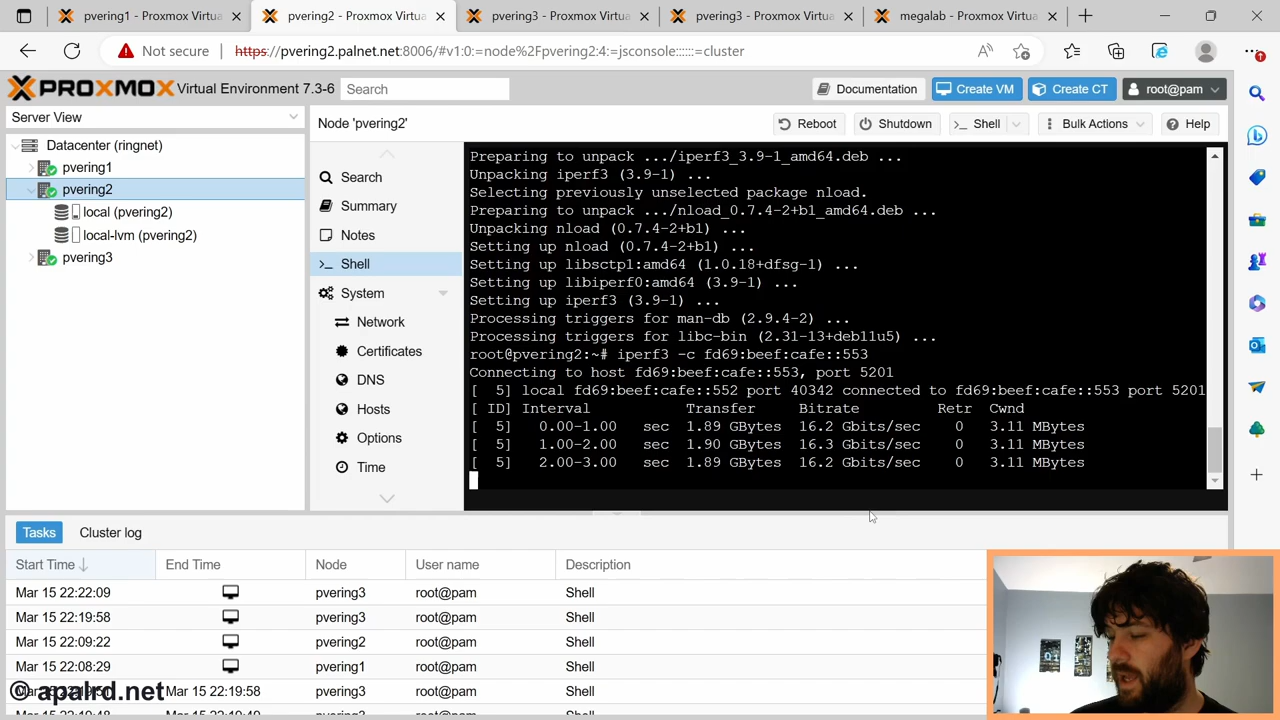 pvering1 - Proxmox Virtua
pvering2 - Proxmox Virtua
pvering3 - Proxmox Virtua
pvering3 - Proxmox Virtua
megalab - Proxmox Virtua
Not secure
https://pvering2.palnet.net:8006/#v1:0:=node%2Fpvering2:4:=jsconsole::::::=cluster
PROXMOX Virtual Environment 7.3-6
Search
Documentation
Create VM
Create CT
root@pam
Server View
Node 'pvering2'
Reboot
Shutdown
>_ Shell
Bulk Actions
Help
Datacenter (ringnet)
pvering1
pvering2
local (pvering2)
local-lvm (pvering2)
pvering3
Search
Summary
Notes
>_ Shell
System
Network
Certificates
DNS
Hosts
Options
Time
Preparing to unpack .../iperf3_3.9-1_amd64.deb ...
Unpacking iperf3 (3.9-1) ...
Selecting previously unselected package nload.
Preparing to unpack .../nload_0.7.4-2+b1_amd64.deb ...
Unpacking nload (0.7.4-2+b1) ...
Setting up nload (0.7.4-2+b1) ...
Setting up libsctp1:amd64 (1.0.18+dfsg-1) ...
Setting up libiperf0:amd64 (3.9-1) ...
Setting up iperf3 (3.9-1) ...
Processing triggers for man-db (2.9.4-2) ...
Processing triggers for libc-bin (2.31-13+deb11u5) ...
root@pvering2:~# iperf3 -c fd69:beef:cafe::553
Connecting to host fd69:beef:cafe::553, port 5201
[  5] local fd69:beef:cafe::552 port 40342 connected to fd69:beef:cafe::553 port 5201
[ ID] Interval Transfer Bitrate Retr Cwnd
[  5] 0.00-1.00 sec 1.89 GBytes 16.2 Gbits/sec 0 3.11 MBytes
[  5] 1.00-2.00 sec 1.90 GBytes 16.3 Gbits/sec 0 3.11 MBytes
[  5] 2.00-3.00 sec 1.89 GBytes 16.2 Gbits/sec 0 3.11 MBytes
Tasks
Cluster log
Start Time End Time Node User name Description
Mar 15 22:22:09 pvering3 root@pam Shell
Mar 15 22:19:58 pvering3 root@pam Shell
Mar 15 22:09:22 pvering2 root@pam Shell
Mar 15 22:08:29 pvering1 root@pam Shell
Mar 15 22:19:58 pvering3 root@pam Shell
© apalrd.net